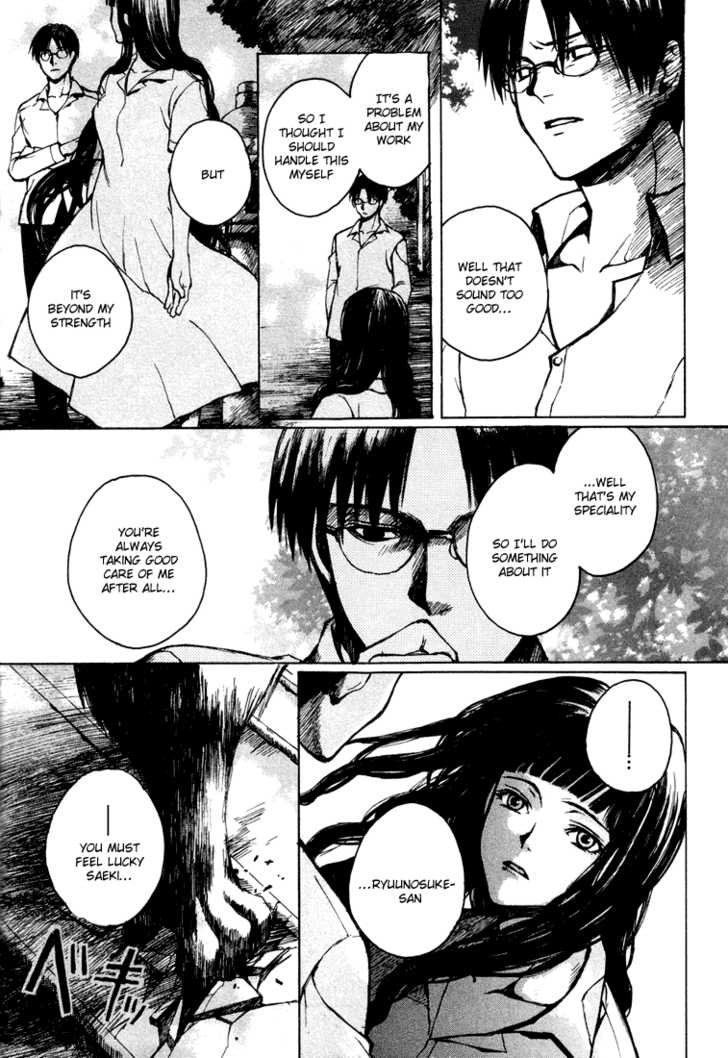 WELL THAT
DOESN'T
SOUND TOO
GOOD...
IT'S A
PROBLEM
ABOUT MY
WORK
SO I
THOUGHT I
SHOULD
HANDLE THIS
MYSELF
BUT
IT'S
BEYOND MY
STRENGTH
...WELL
THAT'S MY
SPECIALITY
SO I'LL DO
SOMETHING
ABOUT IT
YOU'RE
ALWAYS
TAKING GOOD
CARE OF ME
AFTER ALL...
—...
...RYUUNOSUKE-
SAN
—
YOU MUST
FEEL LUCKY
SAEKI...
ベキッ